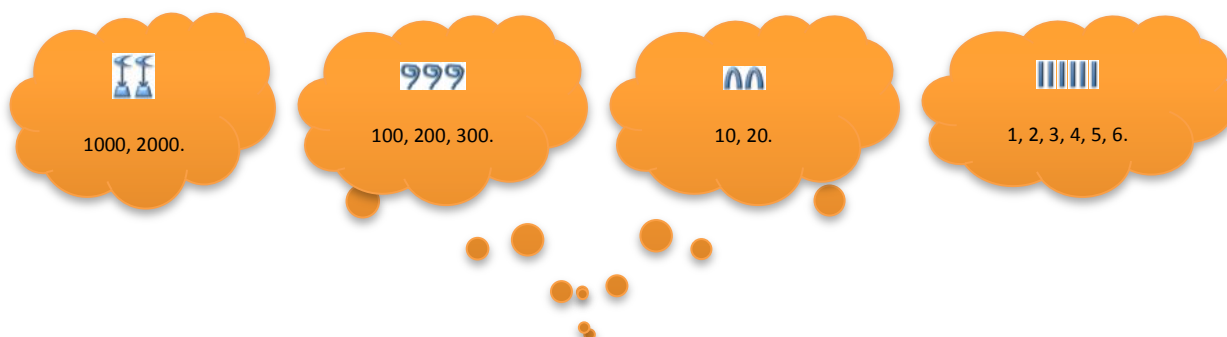 1000, 2000.
100, 200, 300.
10, 20.
1, 2, 3, 4, 5, 6.